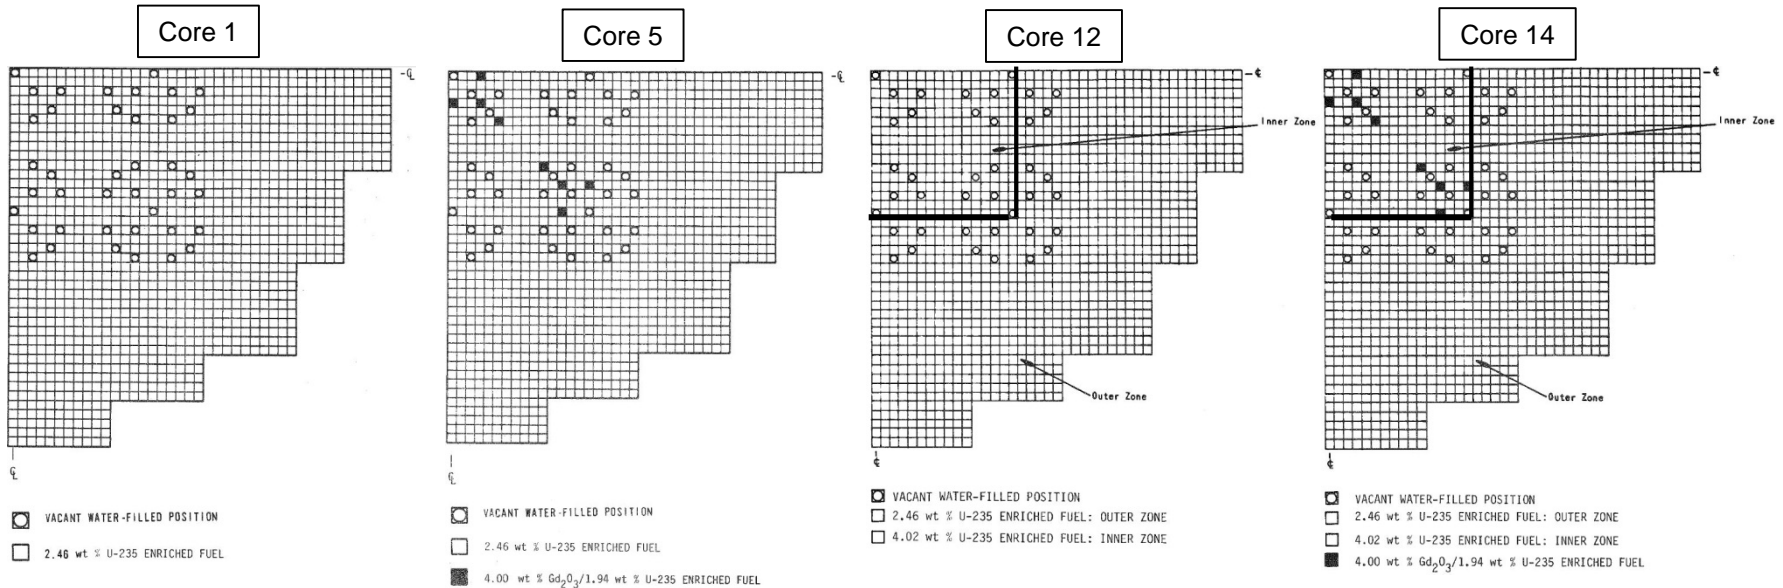 Core 1
Core 5
Core 12
Core 14
℄
℄
℄
℄
Inner Zone
Inner Zone
Outer Zone
Outer Zone
℄
℄
℄
℄
VACANT WATER-FILLED POSITION
2.46 wt % U-235 ENRICHED FUEL
VACANT WATER-FILLED POSITION
2.46 wt % U-235 ENRICHED FUEL
4.00 wt % Gd₂O₃/1.94 wt % U-235 ENRICHED FUEL
VACANT WATER-FILLED POSITION
2.46 wt % U-235 ENRICHED FUEL: OUTER ZONE
4.02 wt % U-235 ENRICHED FUEL: INNER ZONE
VACANT WATER-FILLED POSITION
2.46 wt % U-235 ENRICHED FUEL: OUTER ZONE
4.02 wt % U-235 ENRICHED FUEL: INNER ZONE
4.00 wt % Gd₂O₃/1.94 wt % U-235 ENRICHED FUEL